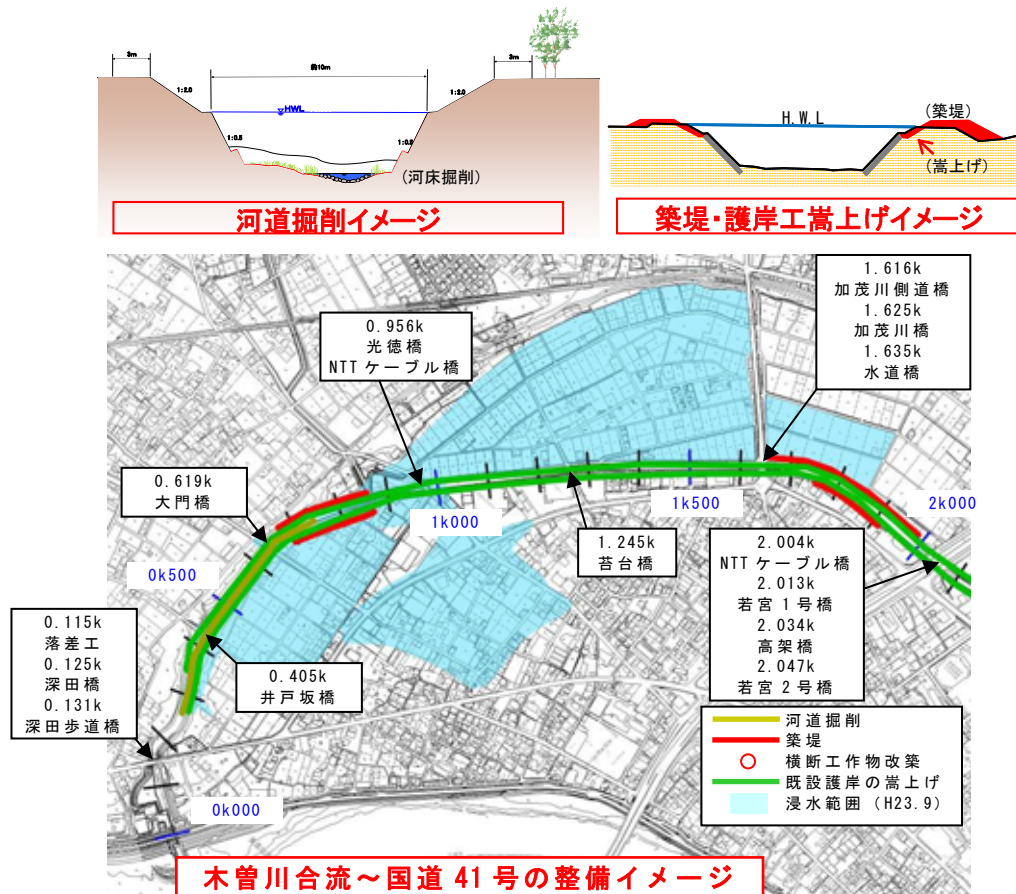 3m
約10m
3m
1:2.0
HWL
1:2.0
1:0.5
1:0.5
(河床掘削)
河道掘削イメージ
H.W.L
(築堤)
(嵩上げ)
築堤・護岸工嵩上げイメージ
1.616k
加茂川側道橋
1.625k
加茂川橋
1.635k
水道橋
0.956k
光徳橋
NTTケーブル橋
0.619k
大門橋
1k000
1k500
2k000
1.245k
苔台橋
0k500
2.004k
NTTケーブル橋
2.013k
若宮1号橋
2.034k
高架橋
2.047k
若宮2号橋
0.115k
落差工
0.125k
深田橋
0.131k
深田歩道橋
0.405k
井戸坂橋
0k000
河道掘削
築堤
横断工作物改築
既設護岸の嵩上げ
浸水範囲(H23.9)
木曽川合流～国道41号の整備イメージ